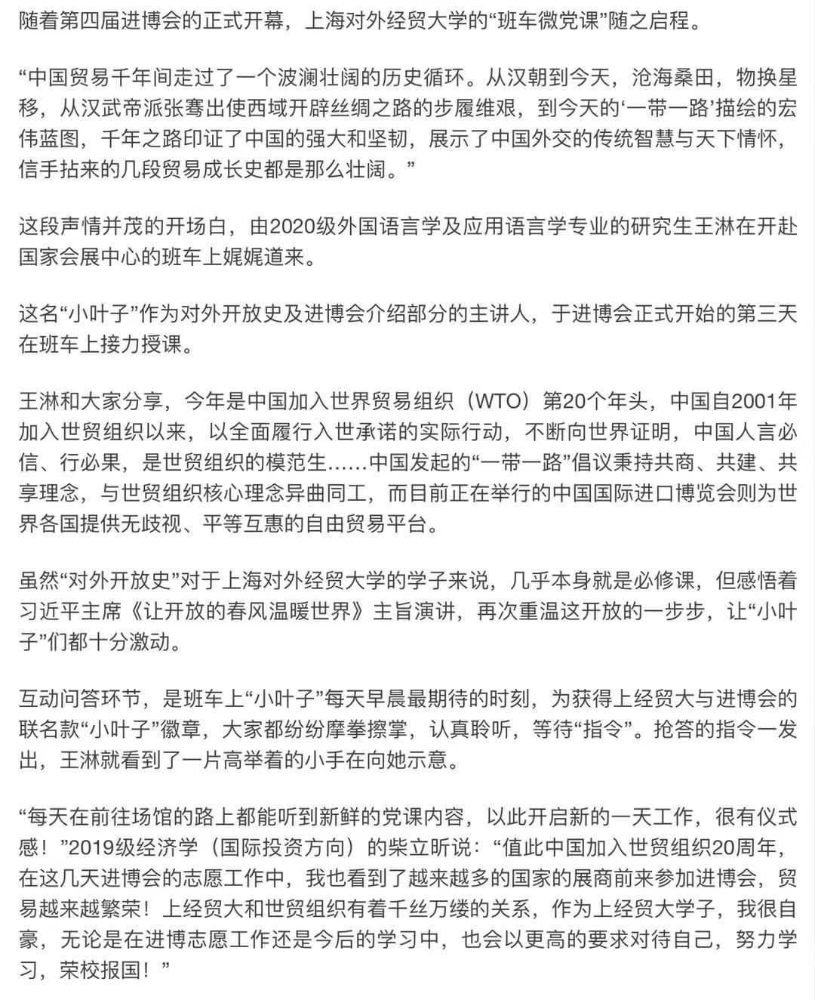 随着第四届进博会的正式开幕，上海对外经贸大学的“班车微党课”随之启程。
“中国贸易千年间走过了一个波澜壮阔的历史循环。从汉朝到今天，沧海桑田，物换星
移，从汉武帝派张骞出使西域开辟丝绸之路的步履维艰，到今天的‘一带一路’描绘的宏
伟蓝图，千年之路印证了中国的强大和坚韧，展示了中国外交的传统智慧与天下情怀，
信手拈来的几段贸易成长史都是那么壮阔。”
这段声情并茂的开场白，由2020级外国语言学及应用语言学专业的研究生王淋在开赴
国家会展中心的班车上娓娓道来。
这名“小叶子”作为对外开放史及进博会介绍部分的主讲人，于进博会正式开始的第三天
在班车上接力授课。
王淋和大家分享，今年是中国加入世界贸易组织（WTO）第20个年头，中国自2001年
加入世贸组织以来，以全面履行入世承诺的实际行动，不断向世界证明，中国人言必
信、行必果，是世贸组织的模范生……中国发起的“一带一路”倡议秉持共商、共建、共
享理念，与世贸组织核心理念异曲同工，而目前正在举行的中国国际进口博览会则为世
界各国提供无歧视、平等互惠的自由贸易平台。
虽然“对外开放史”对于上海对外经贸大学的学子来说，几乎本身就是必修课，但感悟着
习近平主席《让开放的春风温暖世界》主旨演讲，再次重温这开放的一步步，让“小叶
子”们都十分激动。
互动问答环节，是班车上“小叶子”每天早晨最期待的时刻，为获得上经贸大与进博会的
联名款“小叶子”徽章，大家都纷纷摩拳擦掌，认真聆听，等待“指令”。抢答的指令一发
出，王淋就看到了一片高举着的小手在向她示意。
“每天在前往场馆的路上都能听到新鲜的党课内容，以此开启新的一天工作，很有仪式
感！”2019级经济学（国际投资方向）的柴立昕说：“值此中国加入世贸组织20周年，
在这几天进博会的志愿工作中，我也看到了越来越多的国家的展商前来参加进博会，贸
易越来越繁荣！上经贸大和世贸组织有着千丝万缕的关系，作为上经贸大学子，我很自
豪，无论是在进博志愿工作还是今后的学习中，也会以更高的要求对待自己，努力学
习，荣校报国！”